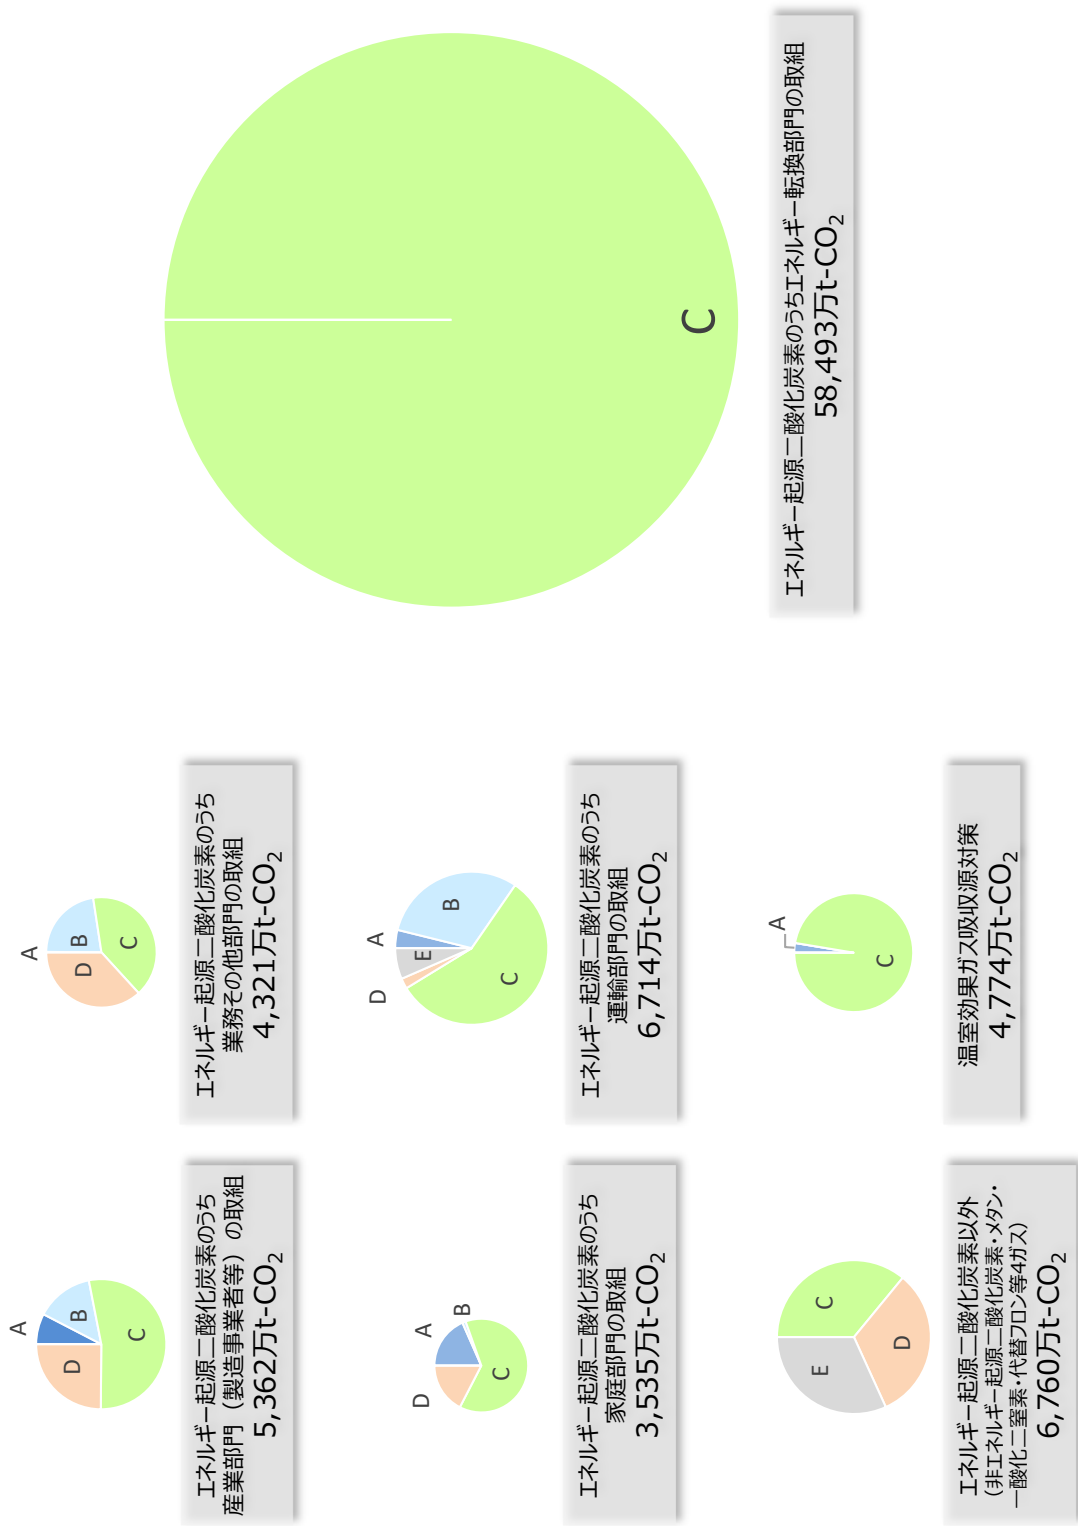 A
D
B
C
エネルギー起源二酸化炭素のうち
産業部門（製造事業者等）の取組
5,362万t-CO₂
A
B
D
C
エネルギー起源二酸化炭素のうち
業務その他部門の取組
4,321万t-CO₂
A
D
B
C
エネルギー起源二酸化炭素のうち
家庭部門の取組
3,535万t-CO₂
A
D
E
B
C
エネルギー起源二酸化炭素のうち
運輸部門の取組
6,714万t-CO₂
E
C
D
エネルギー起源二酸化炭素以外
（非エネルギー起源二酸化炭素・メタン・
一酸化二窒素・代替フロン等4ガス）
6,760万t-CO₂
A
C
温室効果ガス吸収源対策
4,774万t-CO₂
C
エネルギー起源二酸化炭素のうちエネルギー転換部門の取組
58,493万t-CO₂